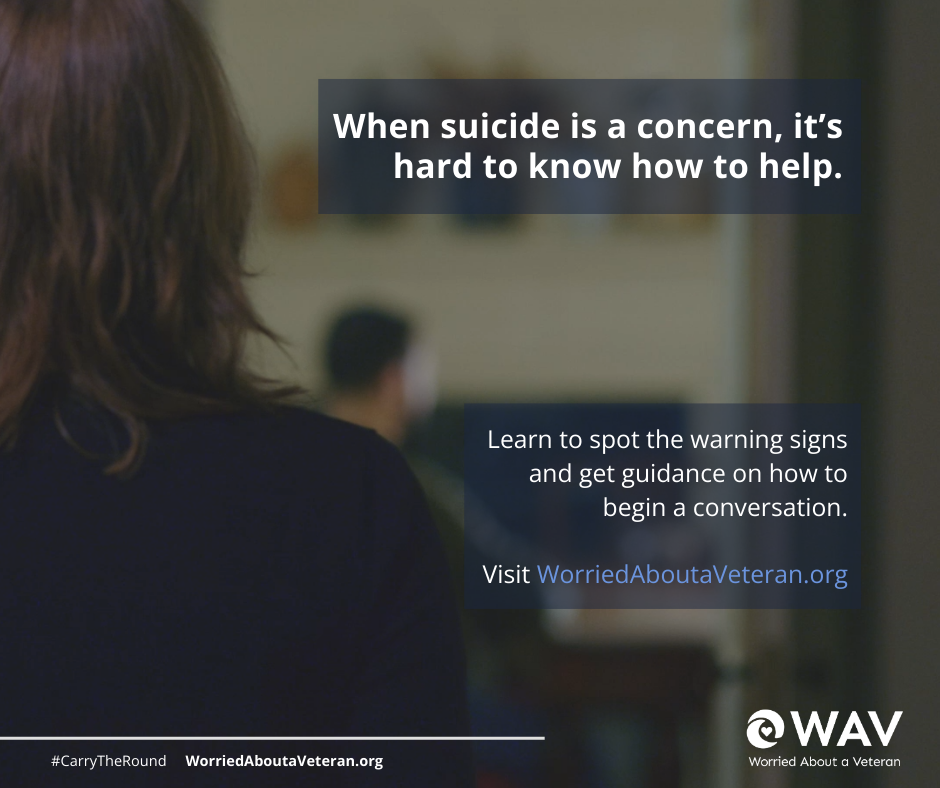 When suicide is a concern, it’s
hard to know how to help.
Learn to spot the warning signs
and get guidance on how to
begin a conversation.
Visit WorriedAboutaVeteran.org
#CarryTheRound WorriedAboutaVeteran.org
WAV
Worried About a Veteran